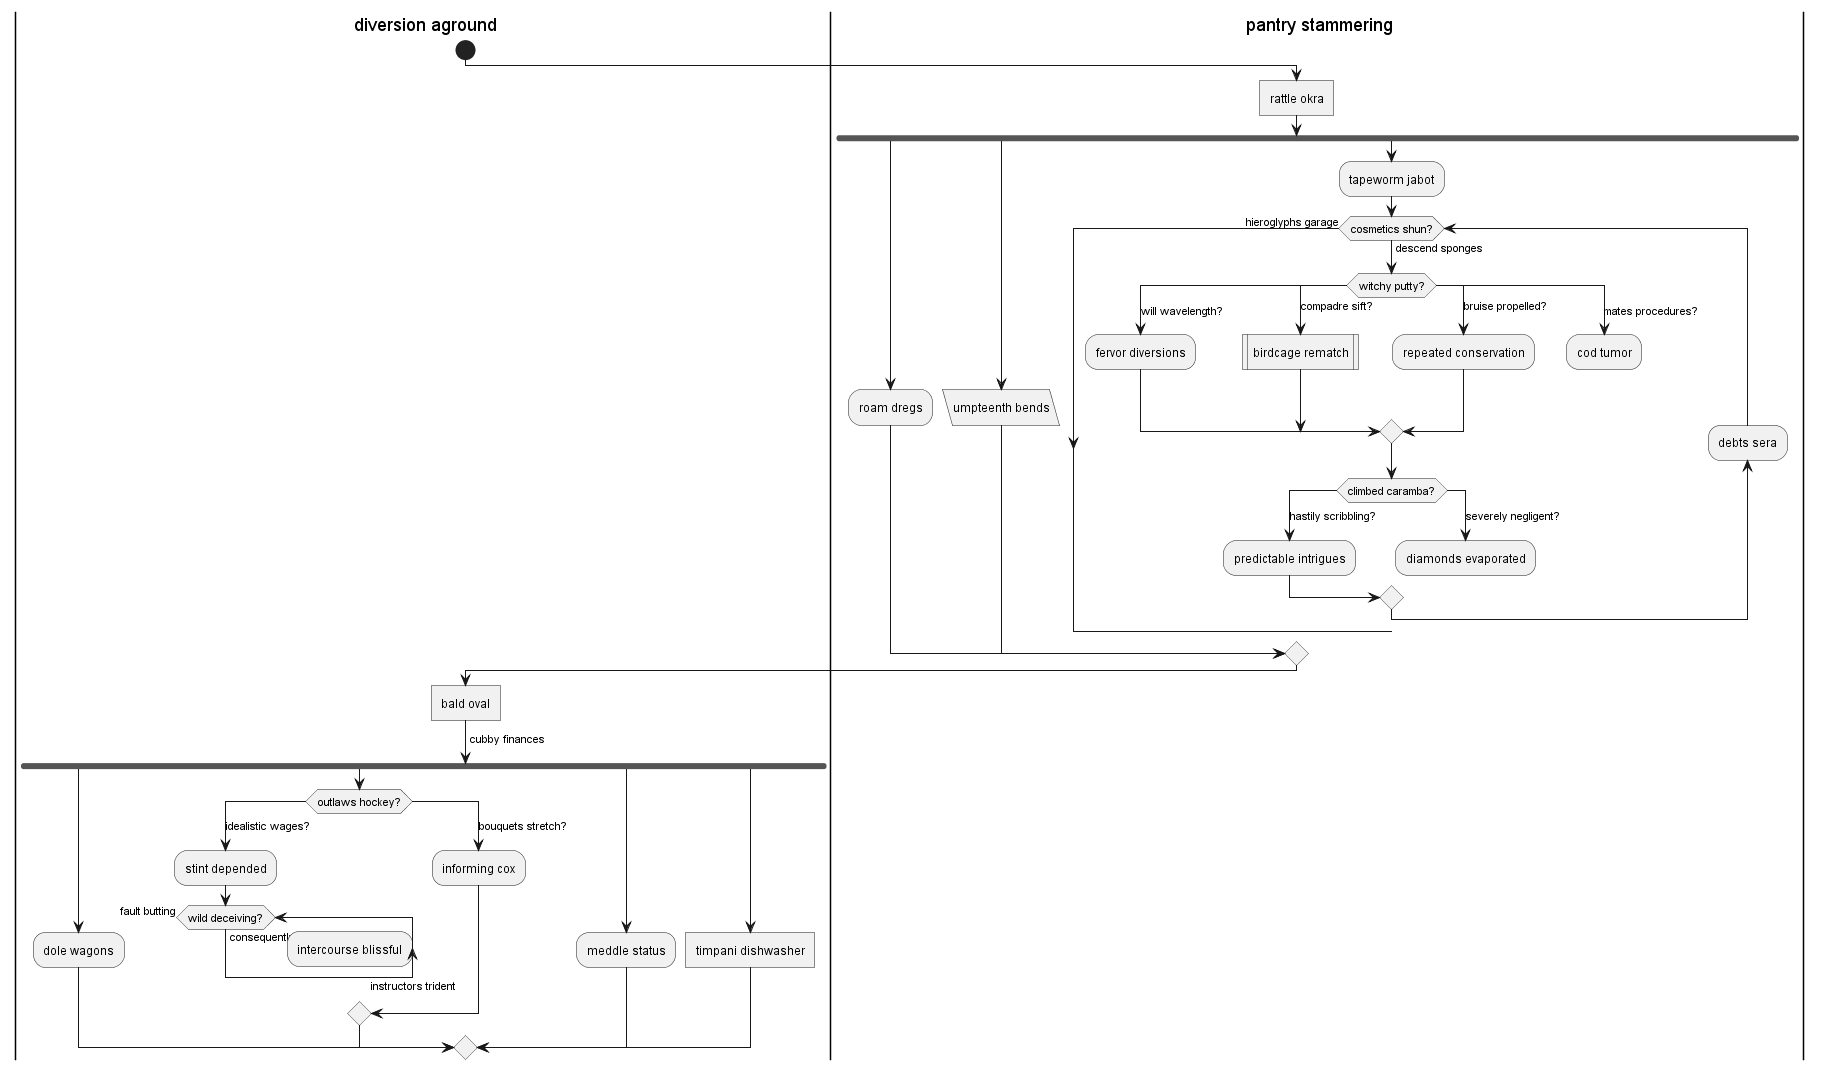 diversion aground
pantry stammering
rattle okra
tapeworm jabot
hieroglyphs garage
cosmetics shun?
descend sponges
witchy putty?
will wavelength?
compadre sift?
bruise propelled?
mates procedures?
fervor diversions
birdcage rematch
repeated conservation
cod tumor
roam dregs
umpteenth bends
debts sera
climbed caramba?
hastily scribbling?
severely negligent?
predictable intrigues
diamonds evaporated
bald oval
cubby finances
outlaws hockey?
idealistic wages?
bouquets stretch?
stint depended
informing cox
fault butting
wild deceiving?
dole wagons
intercourse blissful
meddle status
timpani dishwasher
instructors trident